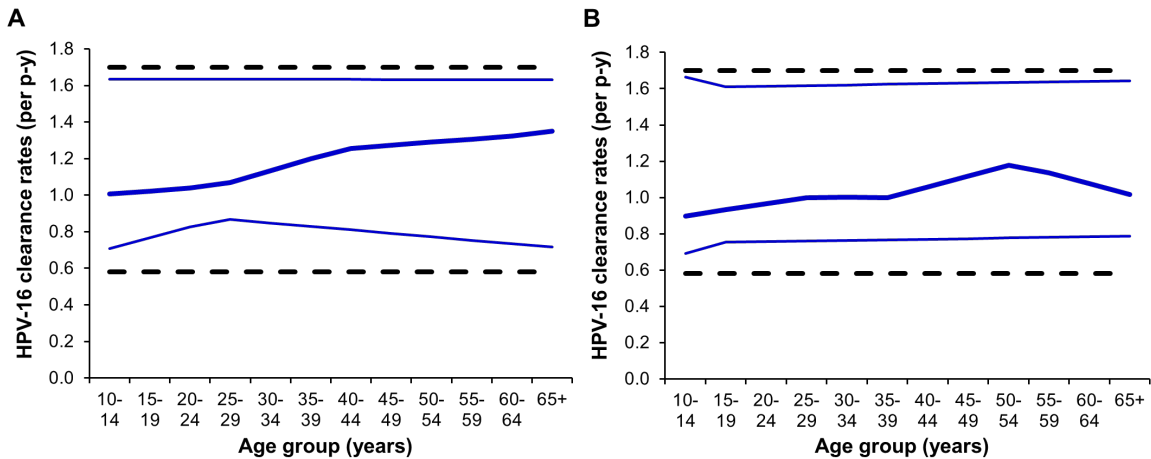 A
HPV-16 clearance rates (per p-y)
1.8
1.6
1.4
1.2
1.0
0.8
0.6
0.4
0.2
0.0
10- 15- 20- 25- 30- 35- 40- 45- 50- 55- 60- 65+
14 19 24 29 34 39 44 49 54 59 64
Age group (years)
B
HPV-16 clearance rates (per p-y)
1.8
1.6
1.4
1.2
1.0
0.8
0.6
0.4
0.2
0.0
10- 15- 20- 25- 30- 35- 40- 45- 50- 55- 60- 65+
14 19 24 29 34 39 44 49 54 59 64
Age group (years)